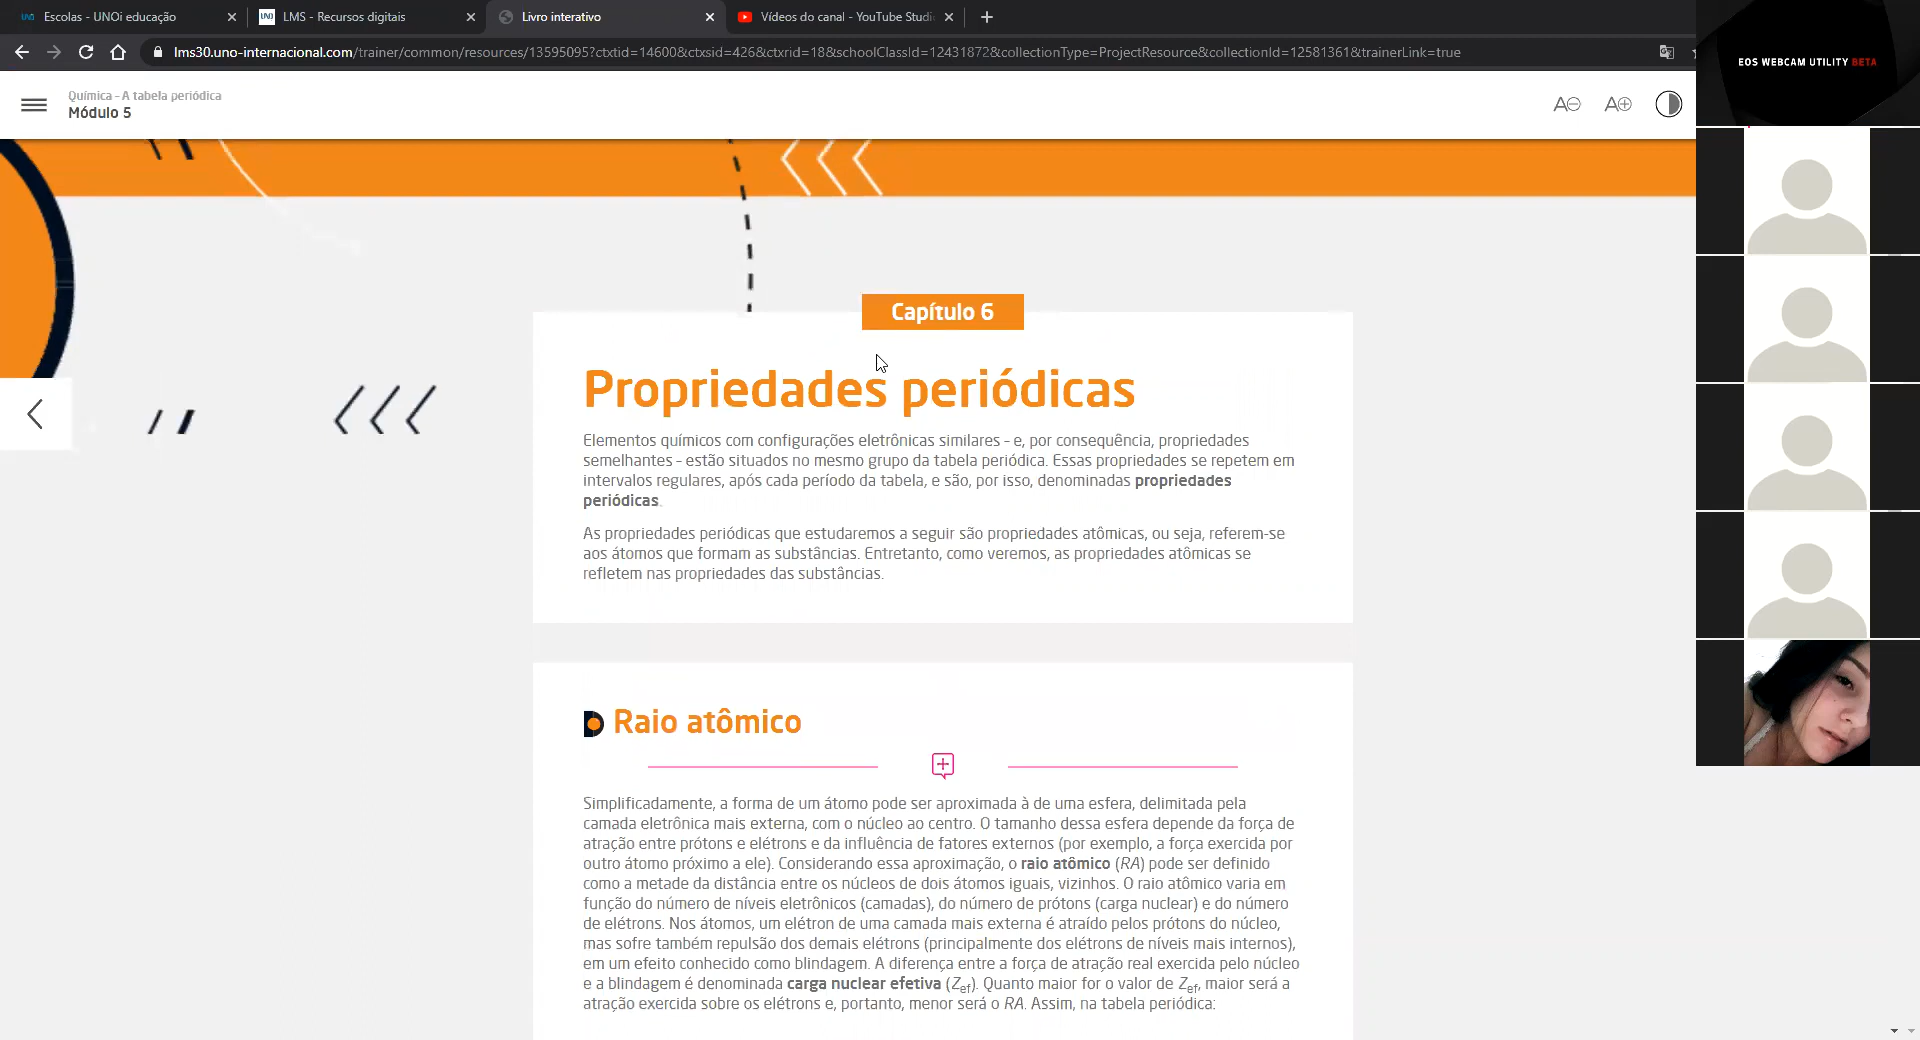 Escolas - UNOi educação
LMS - Recursos digitais
Livro interativo
Vídeos do canal - YouTube Studi
lms30.uno-internacional.com/trainer/common/resources/13595095?ctxtid=14600&ctxsid=426&ctxrid=18&schoolClassId=12431872&collectionType=ProjectResource&collectionId=12581361&trainerLink=true
EOS WEBCAM UTILITY BETA
Química - A tabela periódica
Módulo 5
Capítulo 6
Propriedades periódicas
Elementos químicos com configurações eletrônicas similares - e, por consequência, propriedades
semelhantes - estão situados no mesmo grupo da tabela periódica. Essas propriedades se repetem em
intervalos regulares, após cada período da tabela, e são, por isso, denominadas propriedades
periódicas.
As propriedades periódicas que estudaremos a seguir são propriedades atômicas, ou seja, referem-se
aos átomos que formam as substâncias. Entretanto, como veremos, as propriedades atômicas se
refletem nas propriedades das substâncias.
Raio atômico
Simplificadamente, a forma de um átomo pode ser aproximada à de uma esfera, delimitada pela
camada eletrônica mais externa, com o núcleo ao centro. O tamanho dessa esfera depende da força de
atração entre prótons e elétrons e da influência de fatores externos (por exemplo, a força exercida por
outro átomo próximo a ele). Considerando essa aproximação, o raio atômico (RA) pode ser definido
como a metade da distância entre os núcleos de dois átomos iguais, vizinhos. O raio atômico varia em
função do número de níveis eletrônicos (camadas), do número de prótons (carga nuclear) e do número
de elétrons. Nos átomos, um elétron de uma camada mais externa é atraído pelos prótons do núcleo,
mas sofre também repulsão dos demais elétrons (principalmente dos elétrons de níveis mais internos),
em um efeito conhecido como blindagem. A diferença entre a força de atração real exercida pelo núcleo
e a blindagem é denominada carga nuclear efetiva (Zef). Quanto maior for o valor de Zef, maior será a
atração exercida sobre os elétrons e, portanto, menor será o RA. Assim, na tabela periódica: